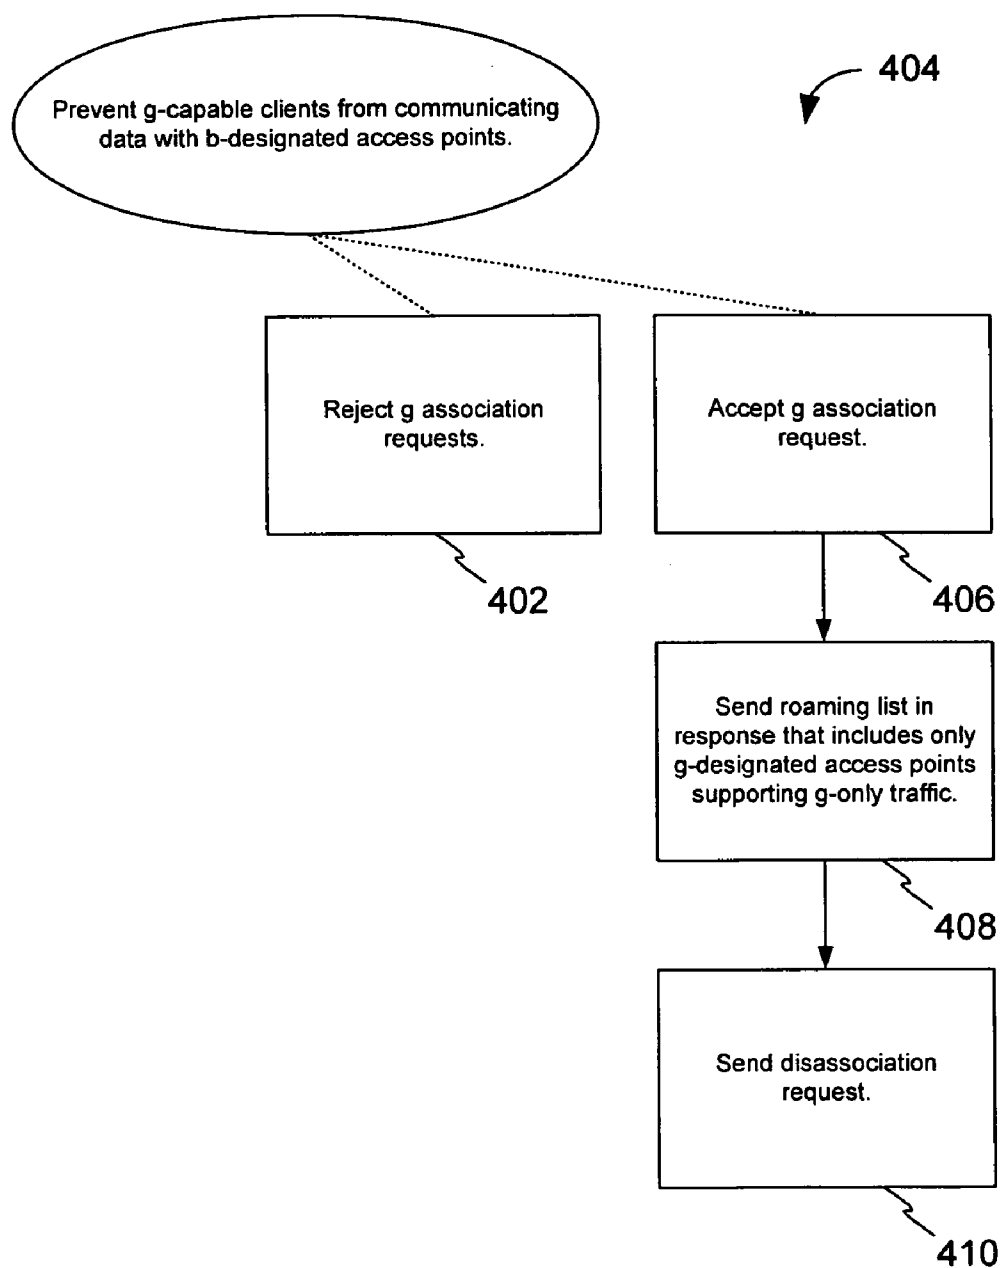 404
Prevent g-capable clients from communicating
data with b-designated access points.
Reject g association
requests.
402
Accept g association
request.
406
Send roaming list in
response that includes only
g-designated access points
supporting g-only traffic.
408
Send disassociation
request.
410